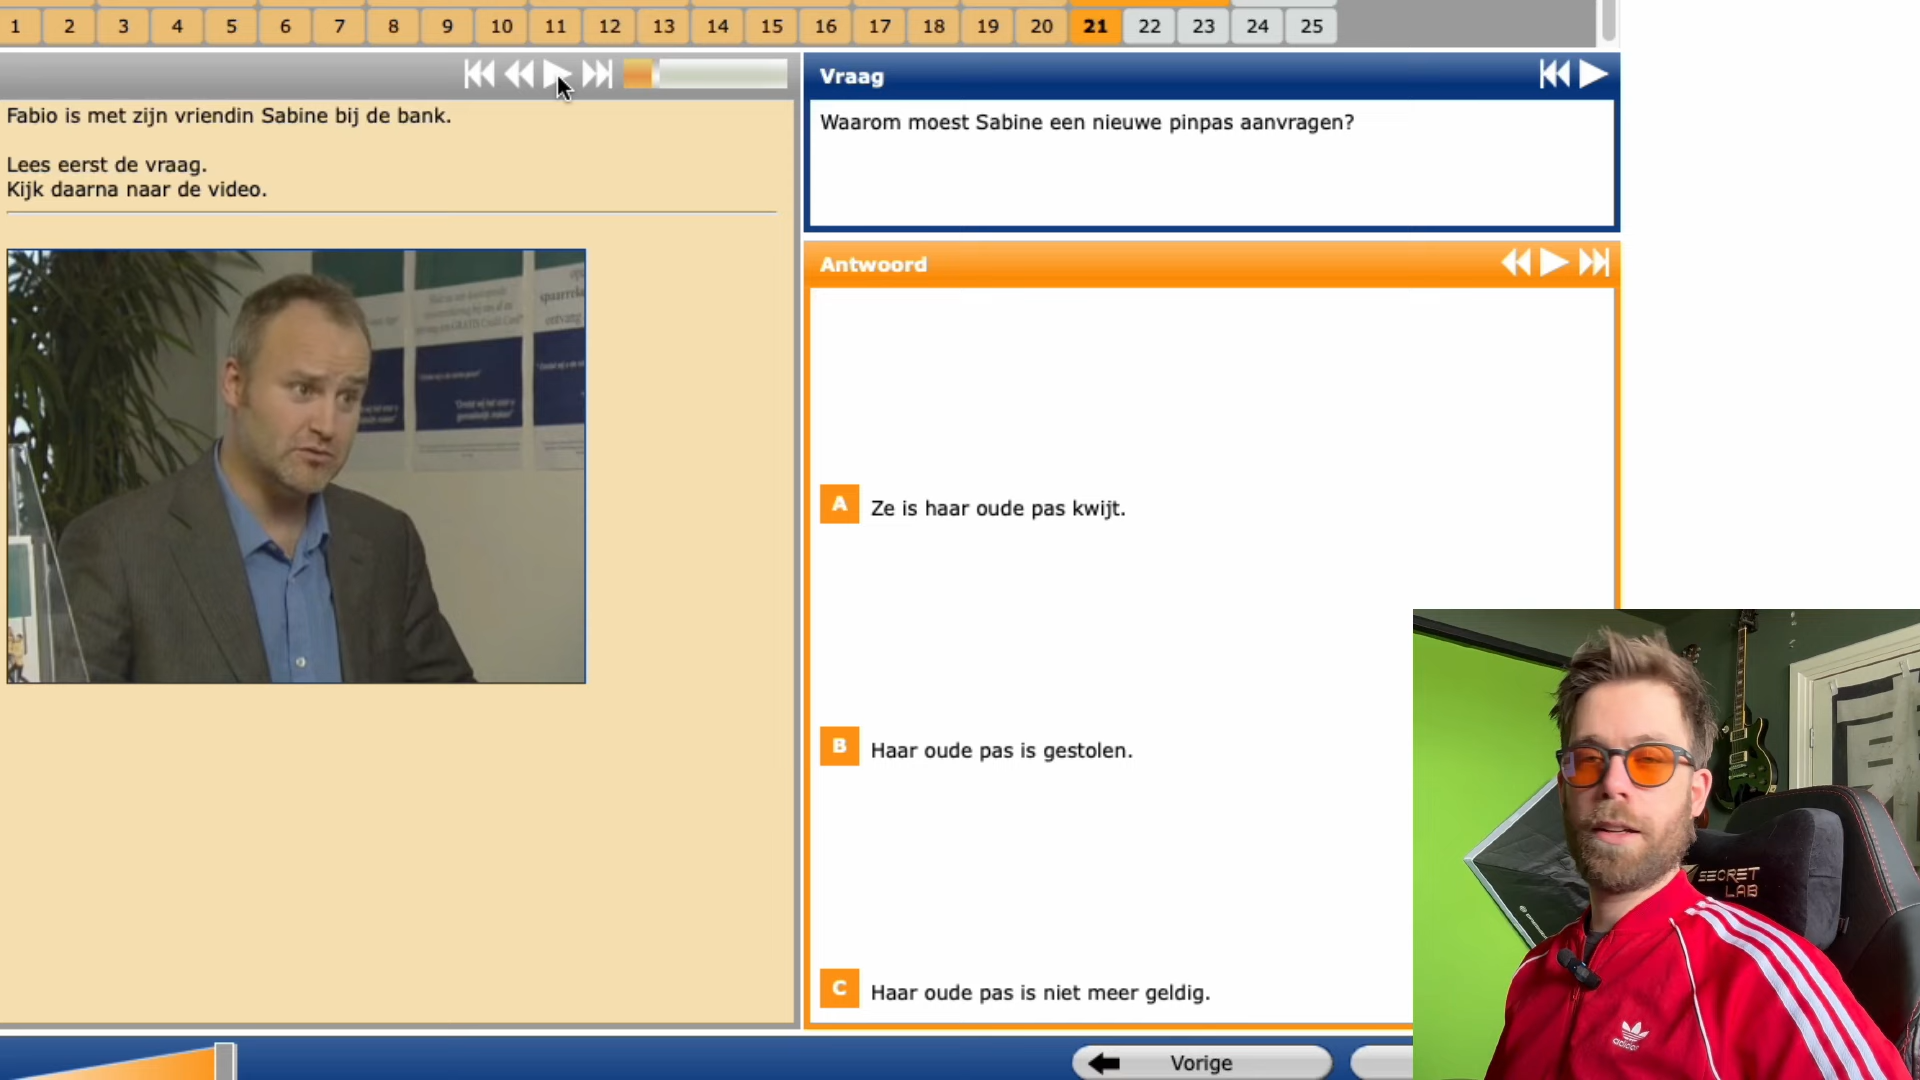 1 2 3 4 5 6 7 8 9 10 11 12 13 14 15 16 17 18 19 20 21 22 23 24 25
Fabio is met zijn vriendin Sabine bij de bank.
Lees eerst de vraag.
Kijk daarna naar de video.
Vraag
Waarom moest Sabine een nieuwe pinpas aanvragen?
Antwoord
A Ze is haar oude pas kwijt.
B Haar oude pas is gestolen.
C Haar oude pas is niet meer geldig.
Vorige
SECRET
LAB
adidas